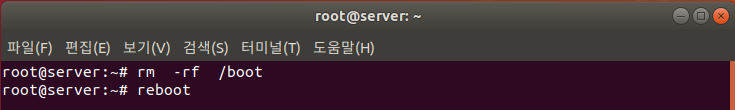 root@server: ~
파일(F) 편집(E) 보기(V) 검색(S) 터미널(T) 도움말(H)
root@server:~# rm  -rf  /boot
root@server:~# reboot